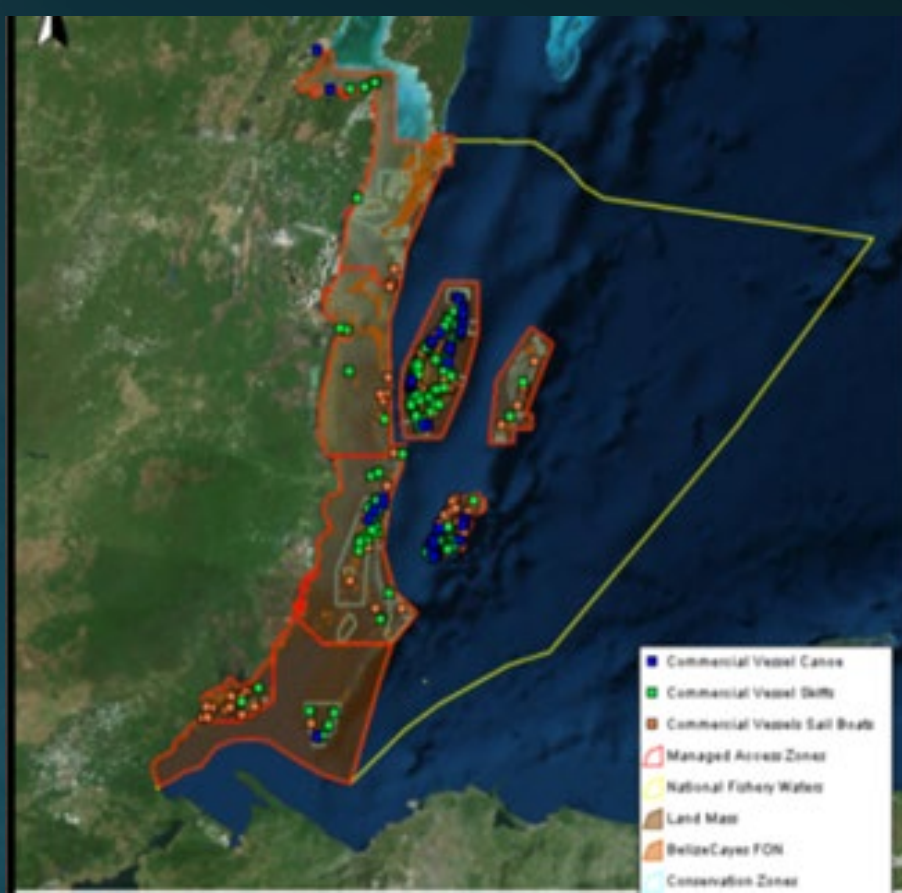 Commercial Vessel Canoe
Commercial Vessel Skiffs
Commercial Vessels Sail Boats
Managed Access Zones
National Fishery Waters
Land Mass
BelizeCayes FON
Conservation Zones